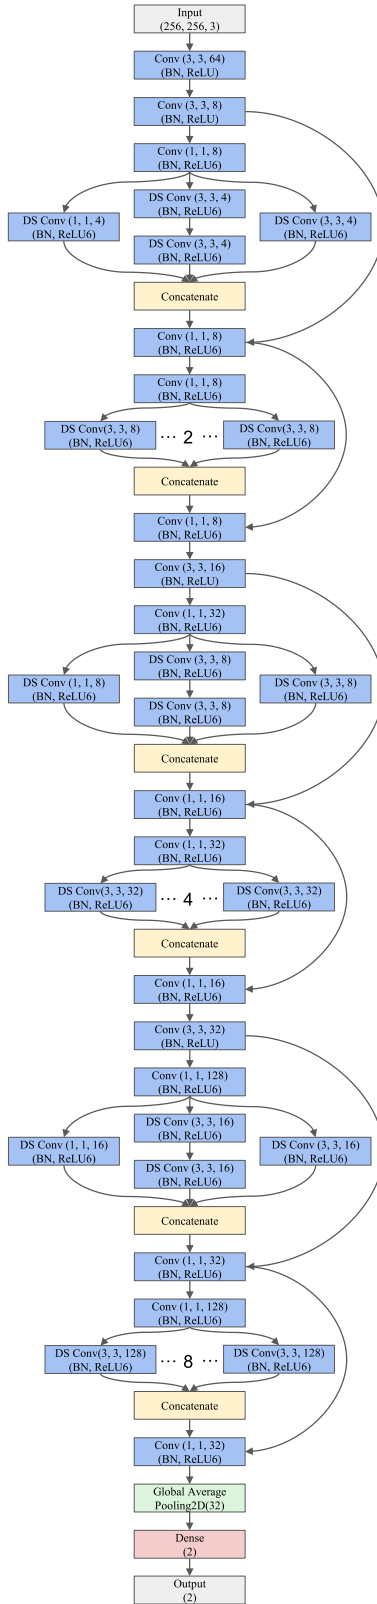 Input
(256, 256, 3)
Conv (3, 3, 64)
(BN, ReLU)
Conv (3, 3, 8)
(BN, ReLU)
Conv (1, 1, 8)
(BN, ReLU6)
DS Conv (1, 1, 4)
(BN, ReLU6)
DS Conv (3, 3, 4)
(BN, ReLU6)
DS Conv (3, 3, 4)
(BN, ReLU6)
DS Conv (3, 3, 4)
(BN, ReLU6)
Concatenate
Conv (1, 1, 8)
(BN, ReLU6)
Conv (1, 1, 8)
(BN, ReLU6)
DS Conv(3, 3, 8)
(BN, ReLU6)
··· 2 ···
DS Conv(3, 3, 8)
(BN, ReLU6)
Concatenate
Conv (1, 1, 8)
(BN, ReLU6)
Conv (3, 3, 16)
(BN, ReLU)
Conv (1, 1, 32)
(BN, ReLU6)
DS Conv (1, 1, 8)
(BN, ReLU6)
DS Conv (3, 3, 8)
(BN, ReLU6)
DS Conv (3, 3, 8)
(BN, ReLU6)
DS Conv (3, 3, 8)
(BN, ReLU6)
Concatenate
Conv (1, 1, 16)
(BN, ReLU6)
Conv (1, 1, 32)
(BN, ReLU6)
DS Conv(3, 3, 32)
(BN, ReLU6)
··· 4 ···
DS Conv(3, 3, 32)
(BN, ReLU6)
Concatenate
Conv (1, 1, 16)
(BN, ReLU6)
Conv (3, 3, 32)
(BN, ReLU)
Conv (1, 1, 128)
(BN, ReLU6)
DS Conv (1, 1, 16)
(BN, ReLU6)
DS Conv (3, 3, 16)
(BN, ReLU6)
DS Conv (3, 3, 16)
(BN, ReLU6)
DS Conv (3, 3, 16)
(BN, ReLU6)
Concatenate
Conv (1, 1, 32)
(BN, ReLU6)
Conv (1, 1, 128)
(BN, ReLU6)
DS Conv(3, 3, 128)
(BN, ReLU6)
··· 8 ···
DS Conv(3, 3, 128)
(BN, ReLU6)
Concatenate
Conv (1, 1, 32)
(BN, ReLU6)
Global Average
Pooling2D(32)
Dense
(2)
Output
(2)